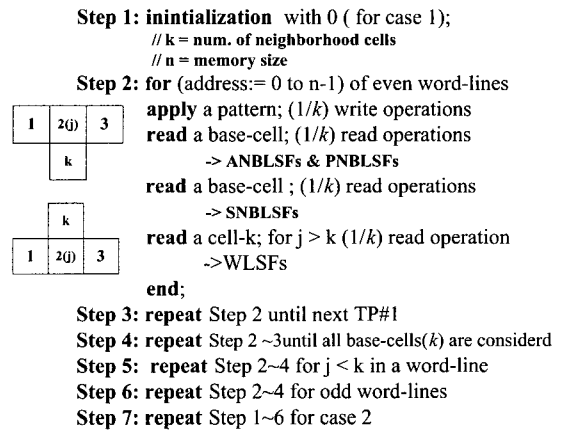 Step 1: inintialization with 0 ( for case 1);
// k = num. of neighborhood cells
// n = memory size
Step 2: for (address:= 0 to n-1) of even word-lines
apply a pattern; (1/k) write operations
1 2(j) 3
read a base-cell; (1/k) read operations
k
-> ANBLSFs & PNBLSFs
read a base-cell ; (1/k) read operations
k
-> SNBLSFs
read a cell-k; for j > k (1/k) read operation
1 2(j) 3
->WLSFs
end;
Step 3: repeat Step 2 until next TP#1
Step 4: repeat Step 2 ~3until all base-cells(k) are considerd
Step 5: repeat Step 2~4 for j < k in a word-line
Step 6: repeat Step 2~4 for odd word-lines
Step 7: repeat Step 1~6 for case 2